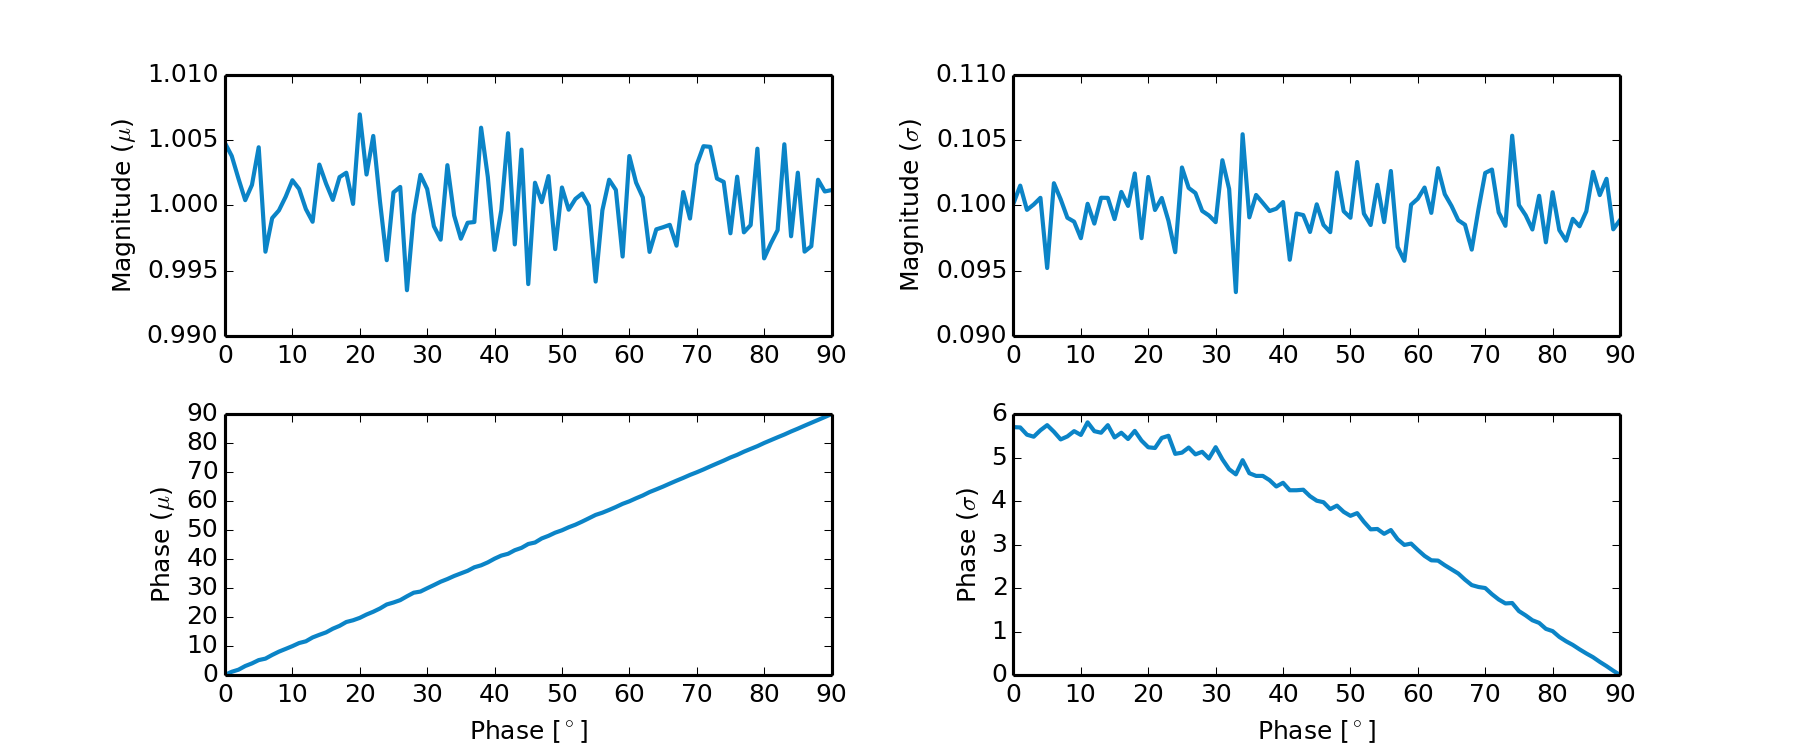 1.010
1.005
1.000
0.995
0.990
Magnitude (μ)
0 10 20 30 40 50 60 70 80 90
0.110
0.105
0.100
0.095
0.090
Magnitude (σ)
0 10 20 30 40 50 60 70 80 90
90
80
70
60
50
40
30
20
10
0
Phase (μ)
0 10 20 30 40 50 60 70 80 90
Phase [°]
6
5
4
3
2
1
0
Phase (σ)
0 10 20 30 40 50 60 70 80 90
Phase [°]